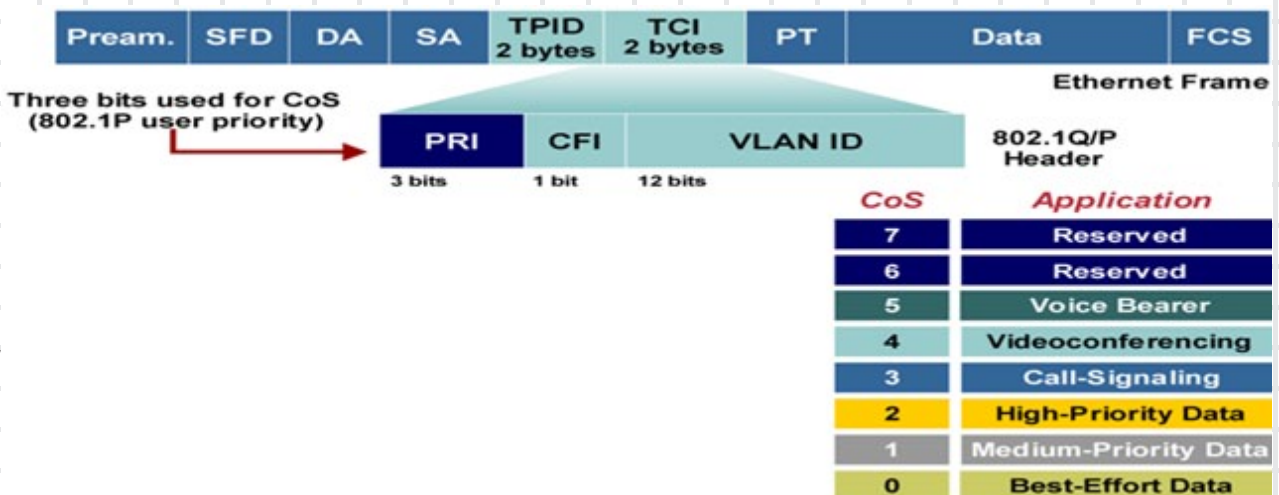 Pream. SFD DA SA TPID 2 bytes TCI 2 bytes PT Data FCS
Ethernet Frame
Three bits used for CoS
(802.1P user priority)
PRI CFI VLAN ID
802.1Q/P
Header
3 bits 1 bit 12 bits
CoS Application
7 Reserved
6 Reserved
5 Voice Bearer
4 Videoconferencing
3 Call-Signaling
2 High-Priority Data
1 Medium-Priority Data
0 Best-Effort Data